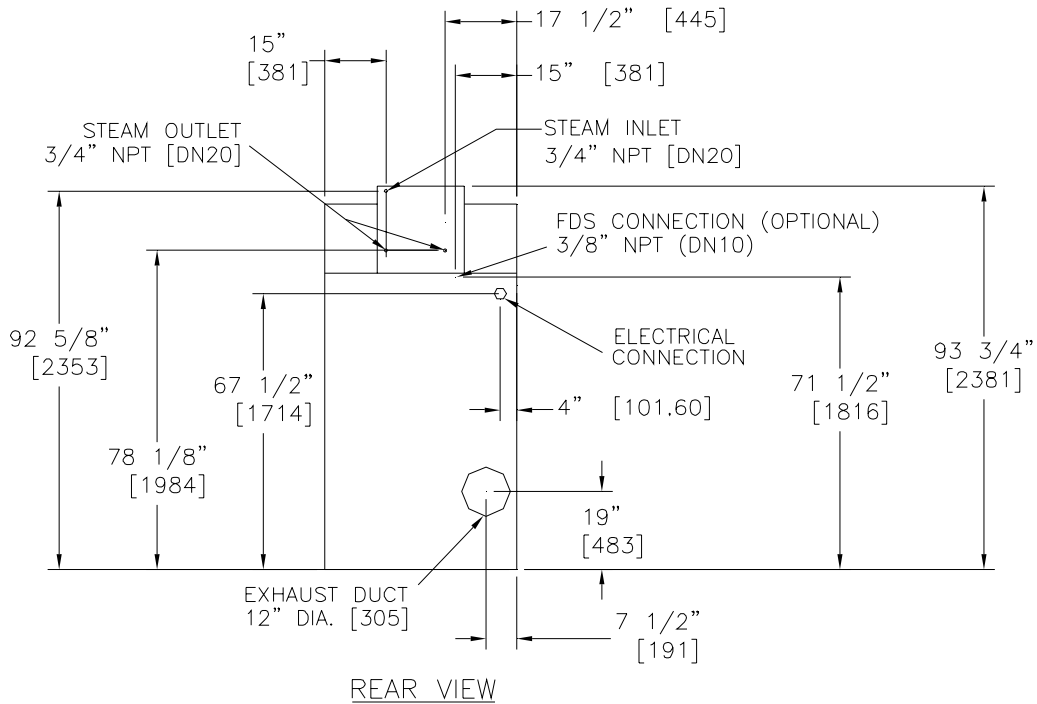 17 1/2" [445]
15"
[381]
15" [381]
STEAM OUTLET
3/4" NPT [DN20]
STEAM INLET
3/4" NPT [DN20]
FDS CONNECTION (OPTIONAL)
3/8" NPT (DN10)
92 5/8"
[2353]
ELECTRICAL
CONNECTION
93 3/4"
[2381]
67 1/2"
[1714]
71 1/2"
[1816]
4" [101.60]
78 1/8"
[1984]
19"
[483]
EXHAUST DUCT
12" DIA. [305]
7 1/2"
[191]
REAR VIEW